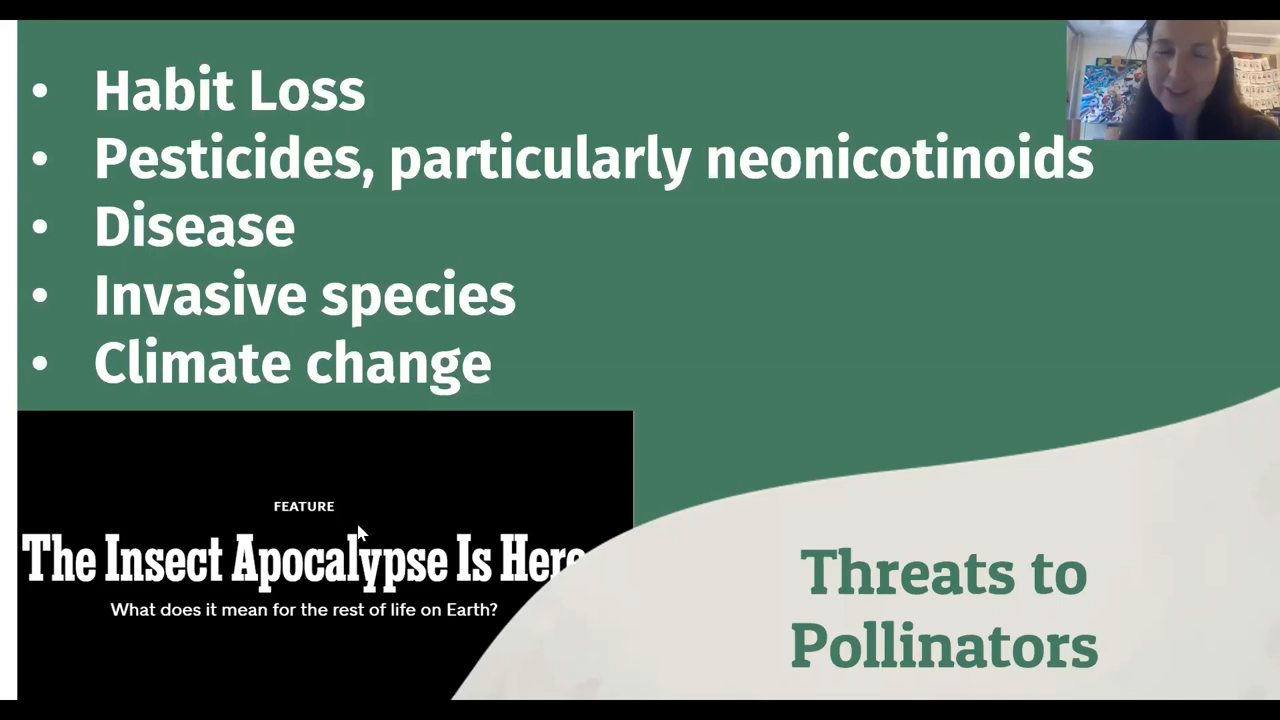 • Habit Loss
• Pesticides, particularly neonicotinoids
• Disease
• Invasive species
• Climate change
FEATURE
The Insect Apocalypse Is Here
What does it mean for the rest of life on Earth?
Threats to
Pollinators